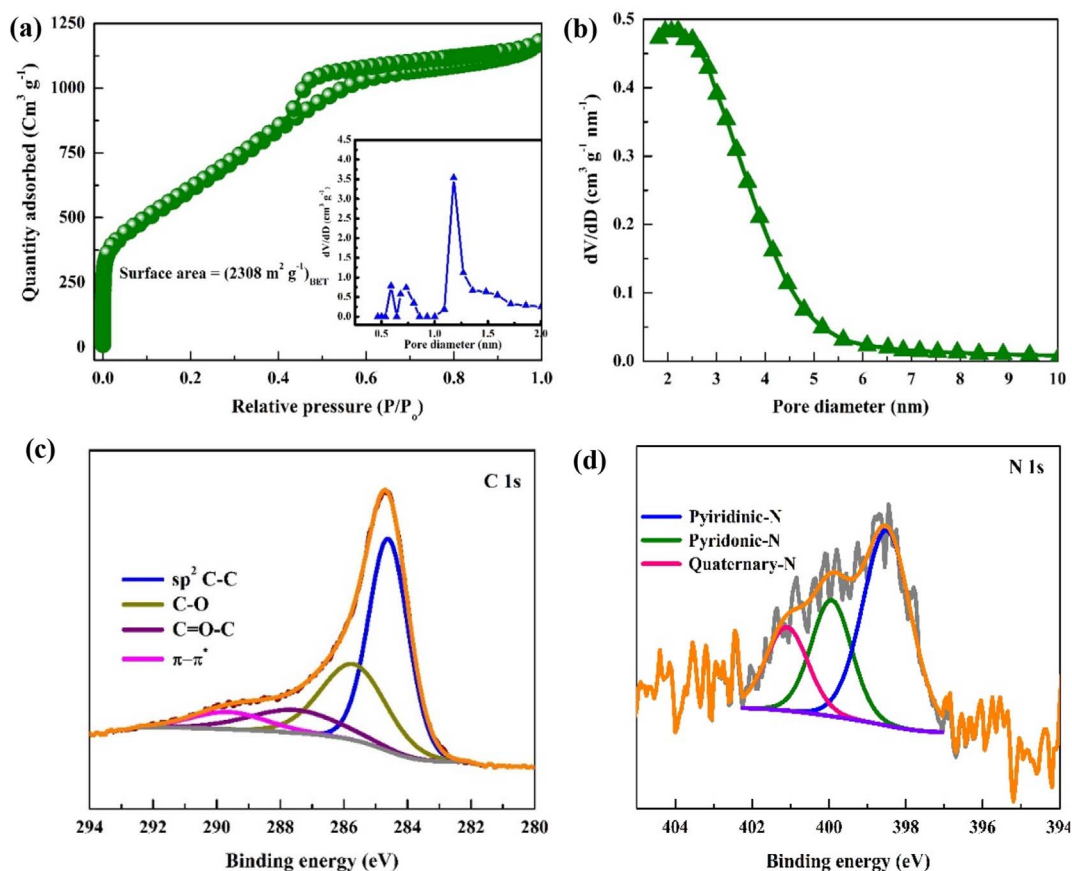 (a)
1250
1000
750
500
250
0
Quantity adsorbed (Cm³ g⁻¹)
0.0 0.2 0.4 0.6 0.8 1.0
Relative pressure (P/Pₒ)
Surface area = (2308 m² g⁻¹)BET
4.5
4.0
3.5
3.0
2.5
2.0
1.5
1.0
0.5
0.0
dV/dD (cm³ g⁻¹)
0.5 1.0 1.5 2.0
Pore diameter (nm)
(b)
0.5
0.4
0.3
0.2
0.1
0.0
dV/dD (cm³ g⁻¹ nm⁻¹)
2 3 4 5 6 7 8 9 10
Pore diameter (nm)
(c)
C 1s
sp² C-C
C-O
C=O-C
π–π*
294 292 290 288 286 284 282 280
Binding energy (eV)
(d)
N 1s
Pyiridinic-N
Pyridonic-N
Quaternary-N
404 402 400 398 396 394
Binding energy (eV)